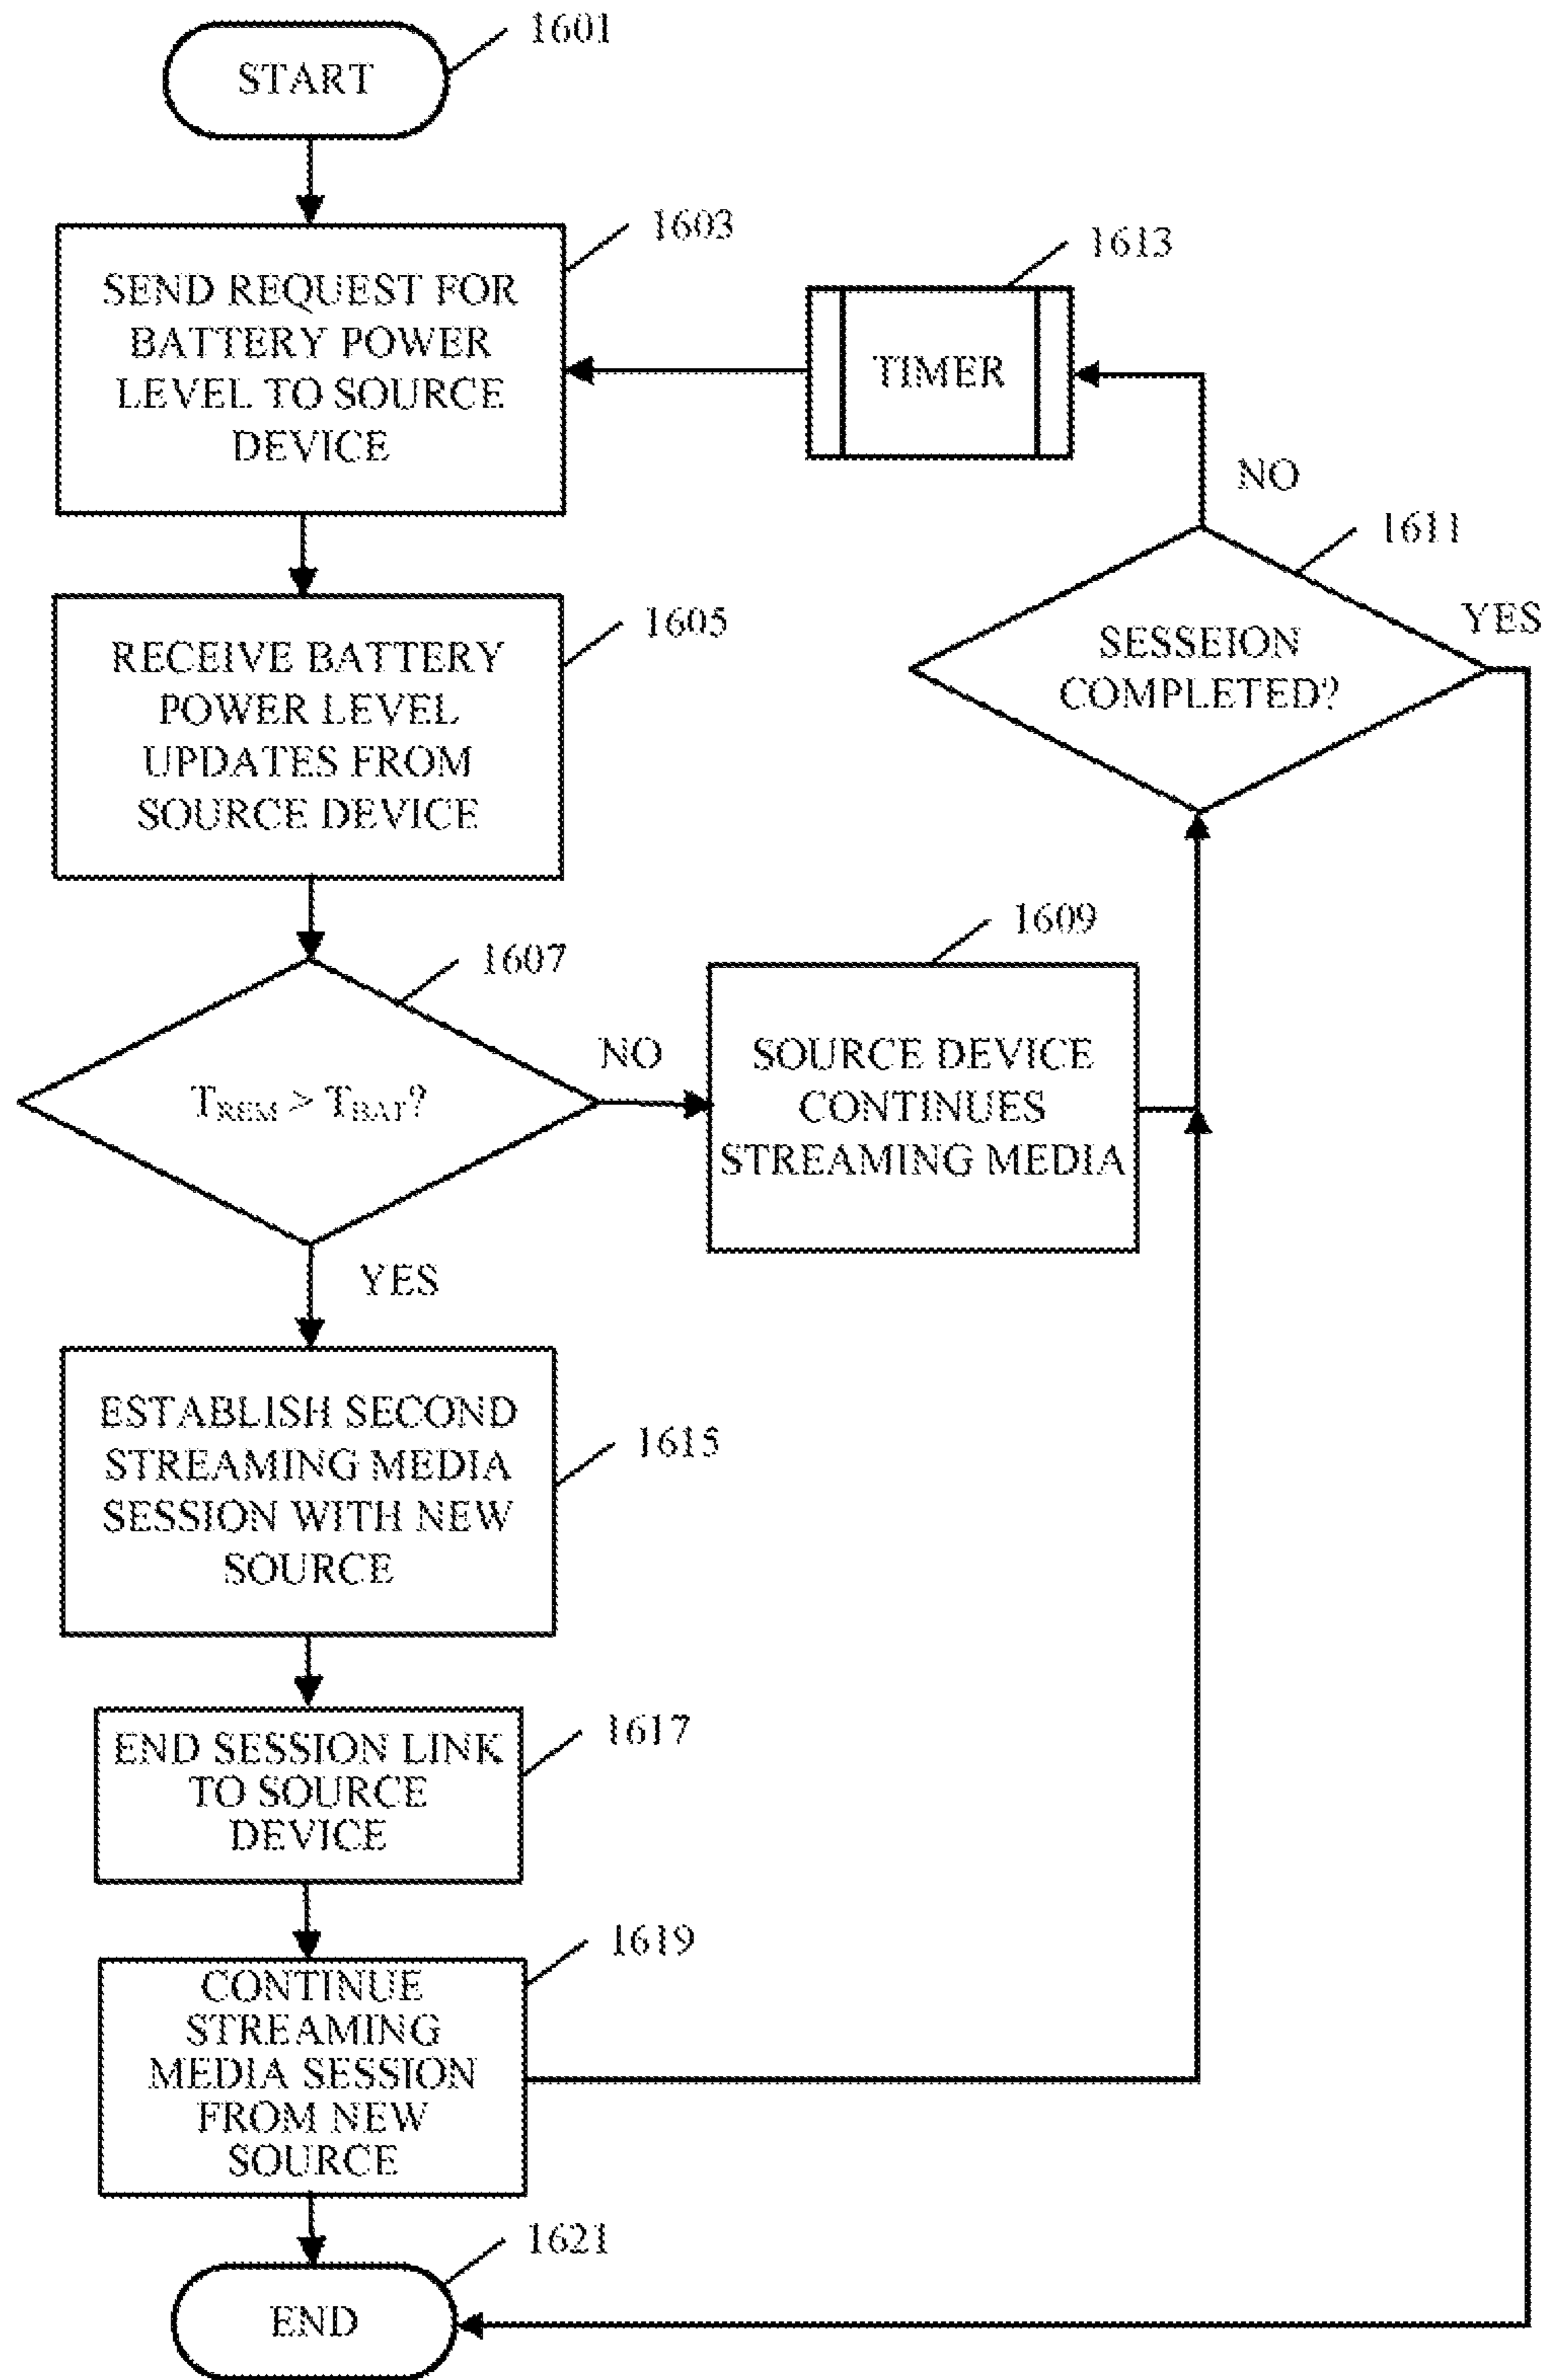 1601
START
1603
SEND REQUEST FOR
BATTERY POWER
LEVEL TO SOURCE
DEVICE
1613
TIMER
NO
1611
SESSEION
COMPLETED?
YES
1605
RECEIVE BATTERY
POWER LEVEL
UPDATES FROM
SOURCE DEVICE
1607
TREM > TBAT?
NO
1609
SOURCE DEVICE
CONTINUES
STREAMING MEDIA
YES
ESTABLISH SECOND
STREAMING MEDIA
SESSION WITH NEW
SOURCE
1615
END SESSION LINK
TO SOURCE
DEVICE
1617
1619
CONTINUE
STREAMING
MEDIA SESSION
FROM NEW
SOURCE
1621
END